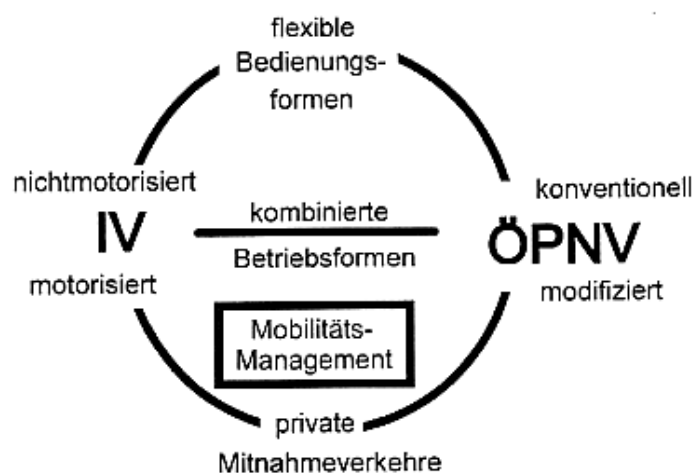 flexible
Bedienungs-
formen
nichtmotorisiert
IV
motorisiert
kombinierte
Betriebsformen
konventionell
ÖPNV
modifiziert
Mobilitäts-
Management
private
Mitnahmeverkehre